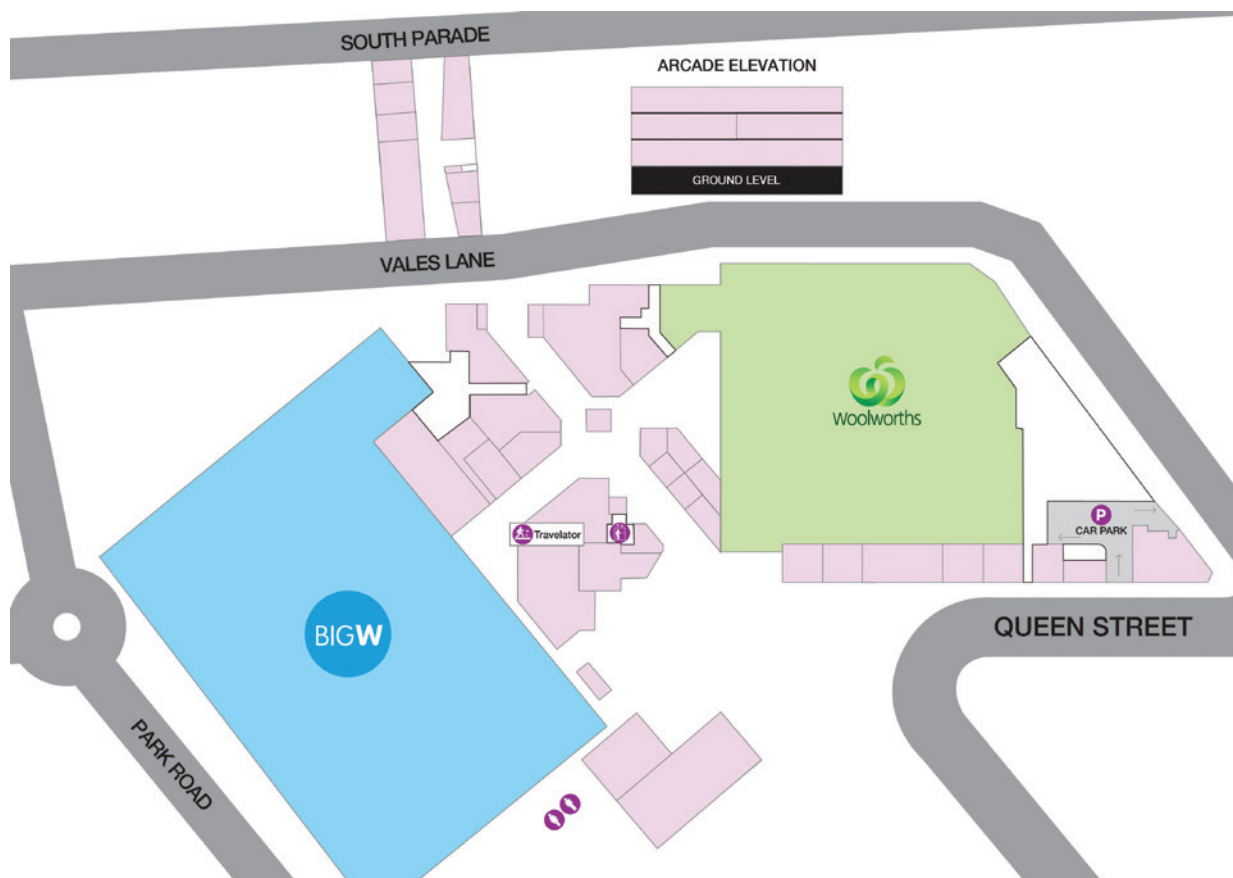 SOUTH PARADE
ARCADE ELEVATION
GROUND LEVEL
VALES LANE
Woolworths
P
CAR PARK
Travelator
BIGW
QUEEN STREET
PARK ROAD